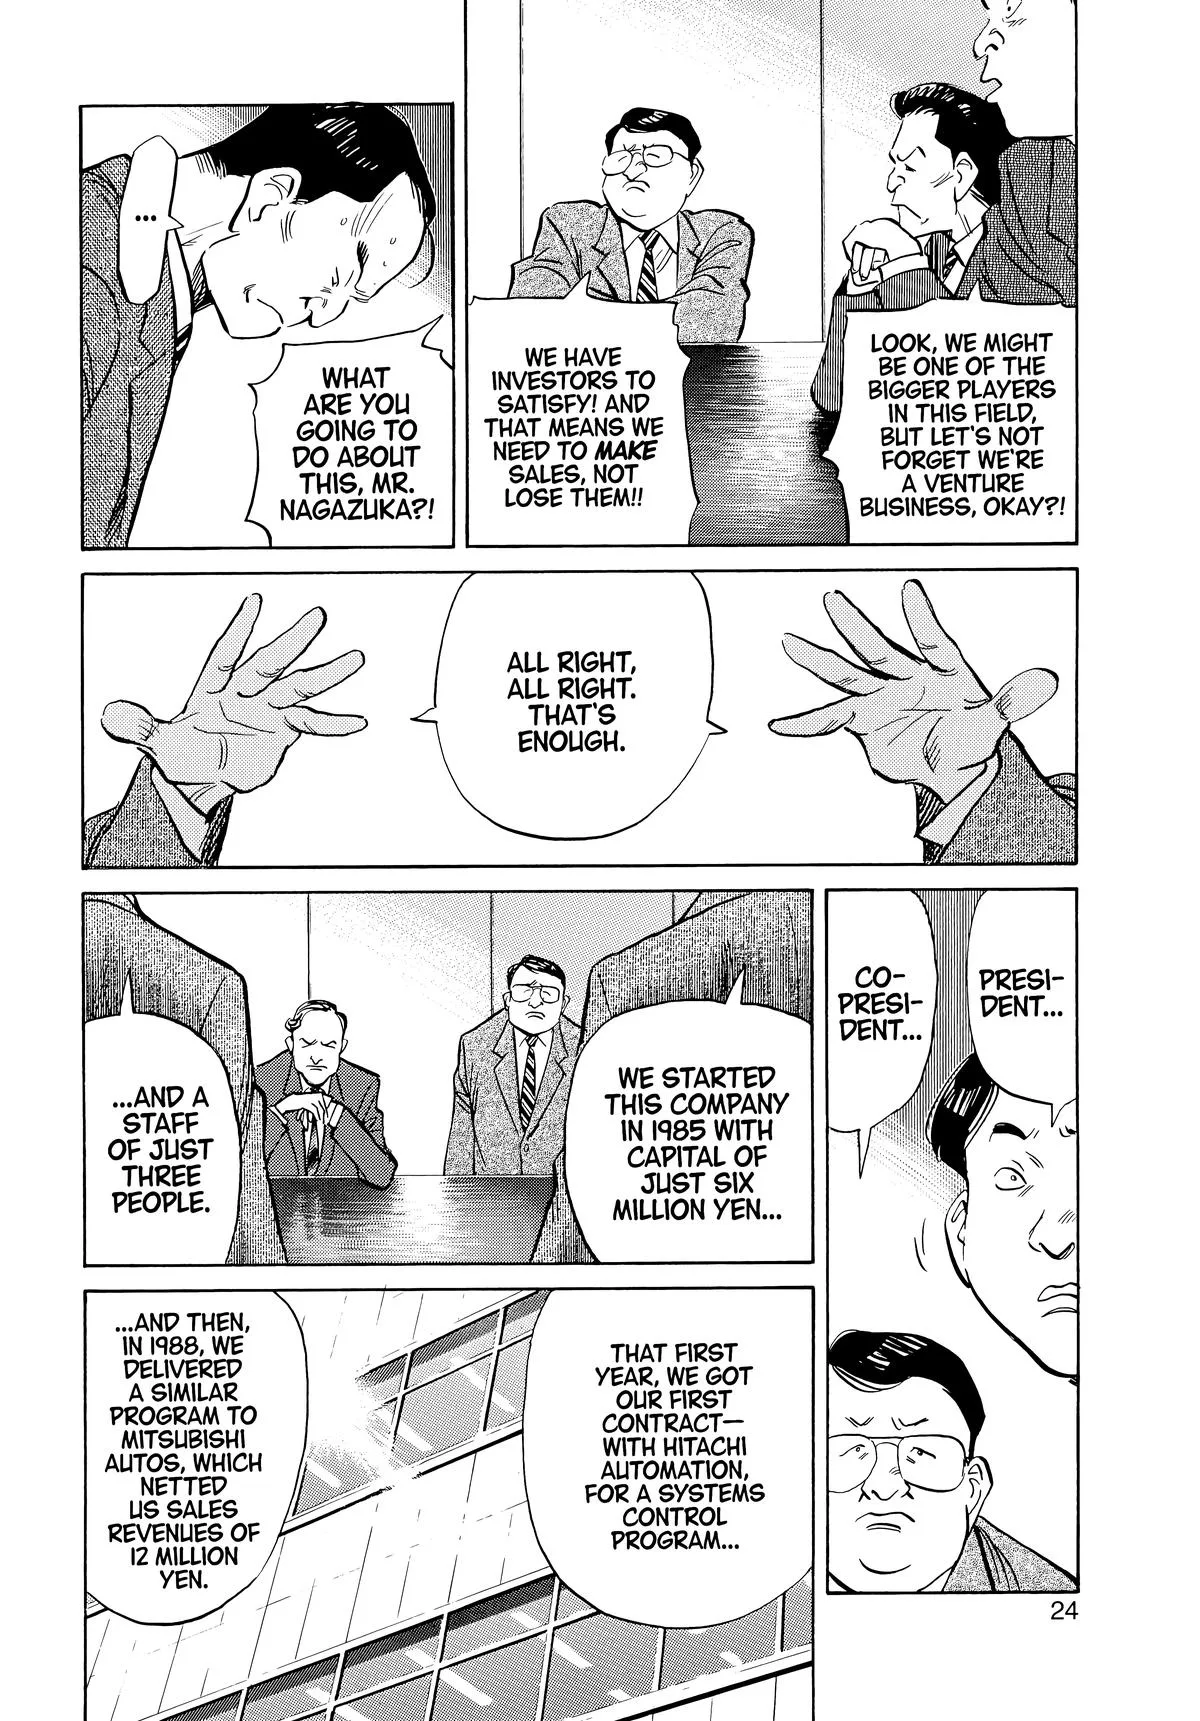 LOOK, WE MIGHT
BE ONE OF THE
BIGGER PLAYERS
IN THIS FIELD,
BUT LET'S NOT
FORGET WE'RE
A VENTURE
BUSINESS, OKAY?!
WE HAVE
INVESTORS TO
SATISFY! AND
THAT MEANS WE
NEED TO MAKE
SALES, NOT
LOSE THEM!!
WHAT
ARE YOU
GOING TO
DO ABOUT
THIS, MR.
NAGAZUKA?!
...
ALL RIGHT,
ALL RIGHT.
THAT'S
ENOUGH.
PRESI-
DENT...
CO-
PRESI-
DENT...
WE STARTED
THIS COMPANY
IN 1985 WITH
CAPITAL OF
JUST SIX
MILLION YEN...
...AND A
STAFF
OF JUST
THREE
PEOPLE.
THAT FIRST
YEAR, WE GOT
OUR FIRST
CONTRACT—
WITH HITACHI
AUTOMATION,
FOR A SYSTEMS
CONTROL
PROGRAM...
...AND THEN,
IN 1988, WE
DELIVERED
A SIMILAR
PROGRAM TO
MITSUBISHI
AUTOS, WHICH
NETTED
US SALES
REVENUES OF
12 MILLION
YEN.
24